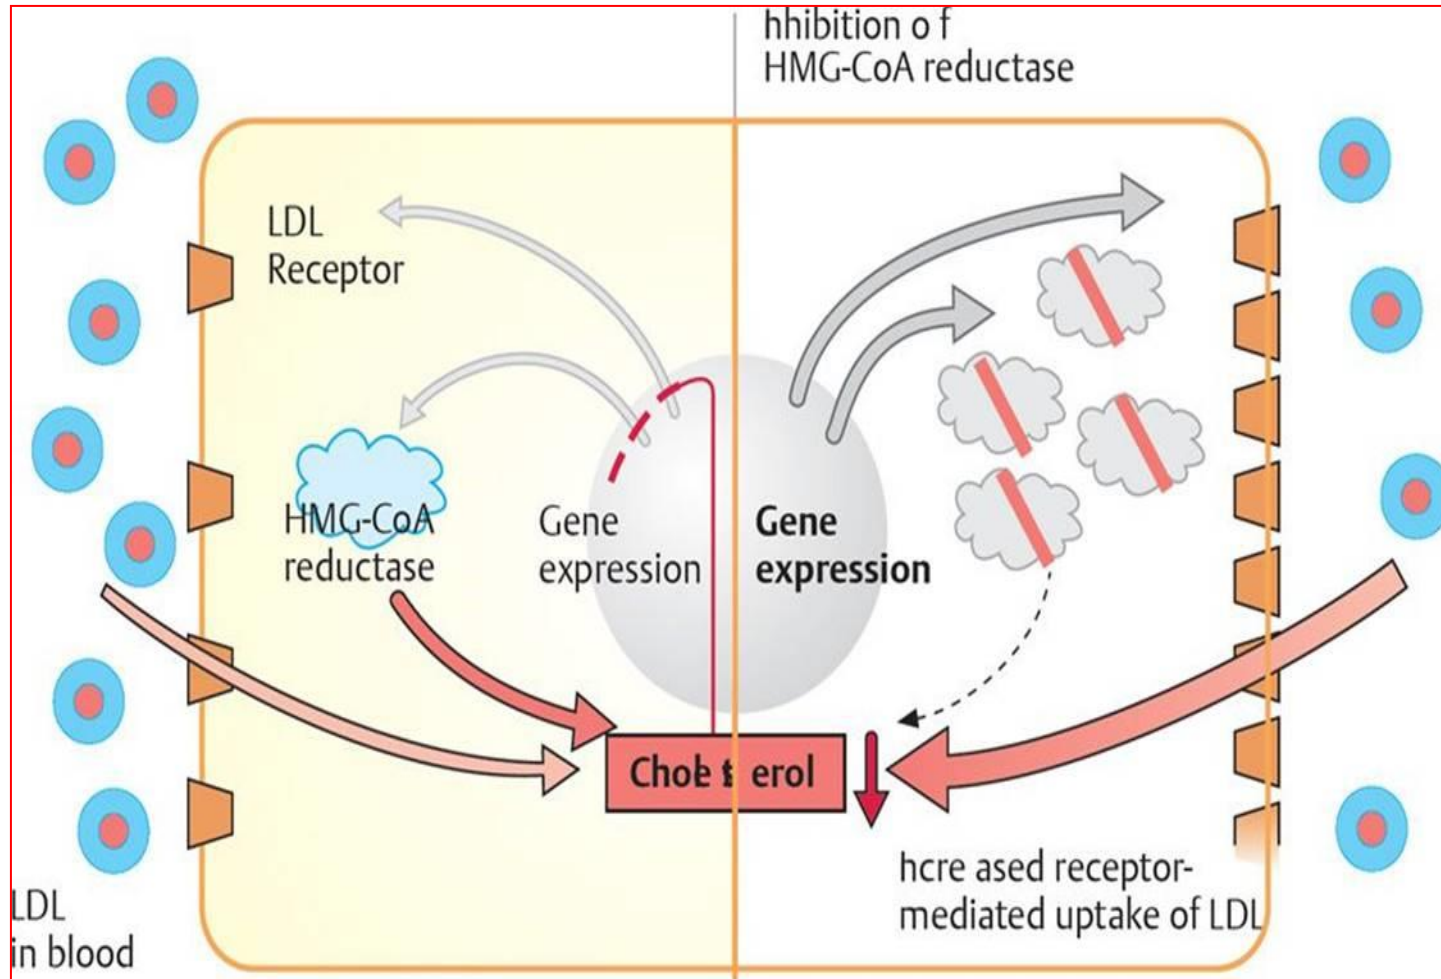 hhibition o f
HMG-CoA reductase
LDL
Receptor
HMG-CoA
reductase
Gene
expression
Gene
expression
Cholesterol
hcre ased receptor-
mediated uptake of LDL
LDL
in blood